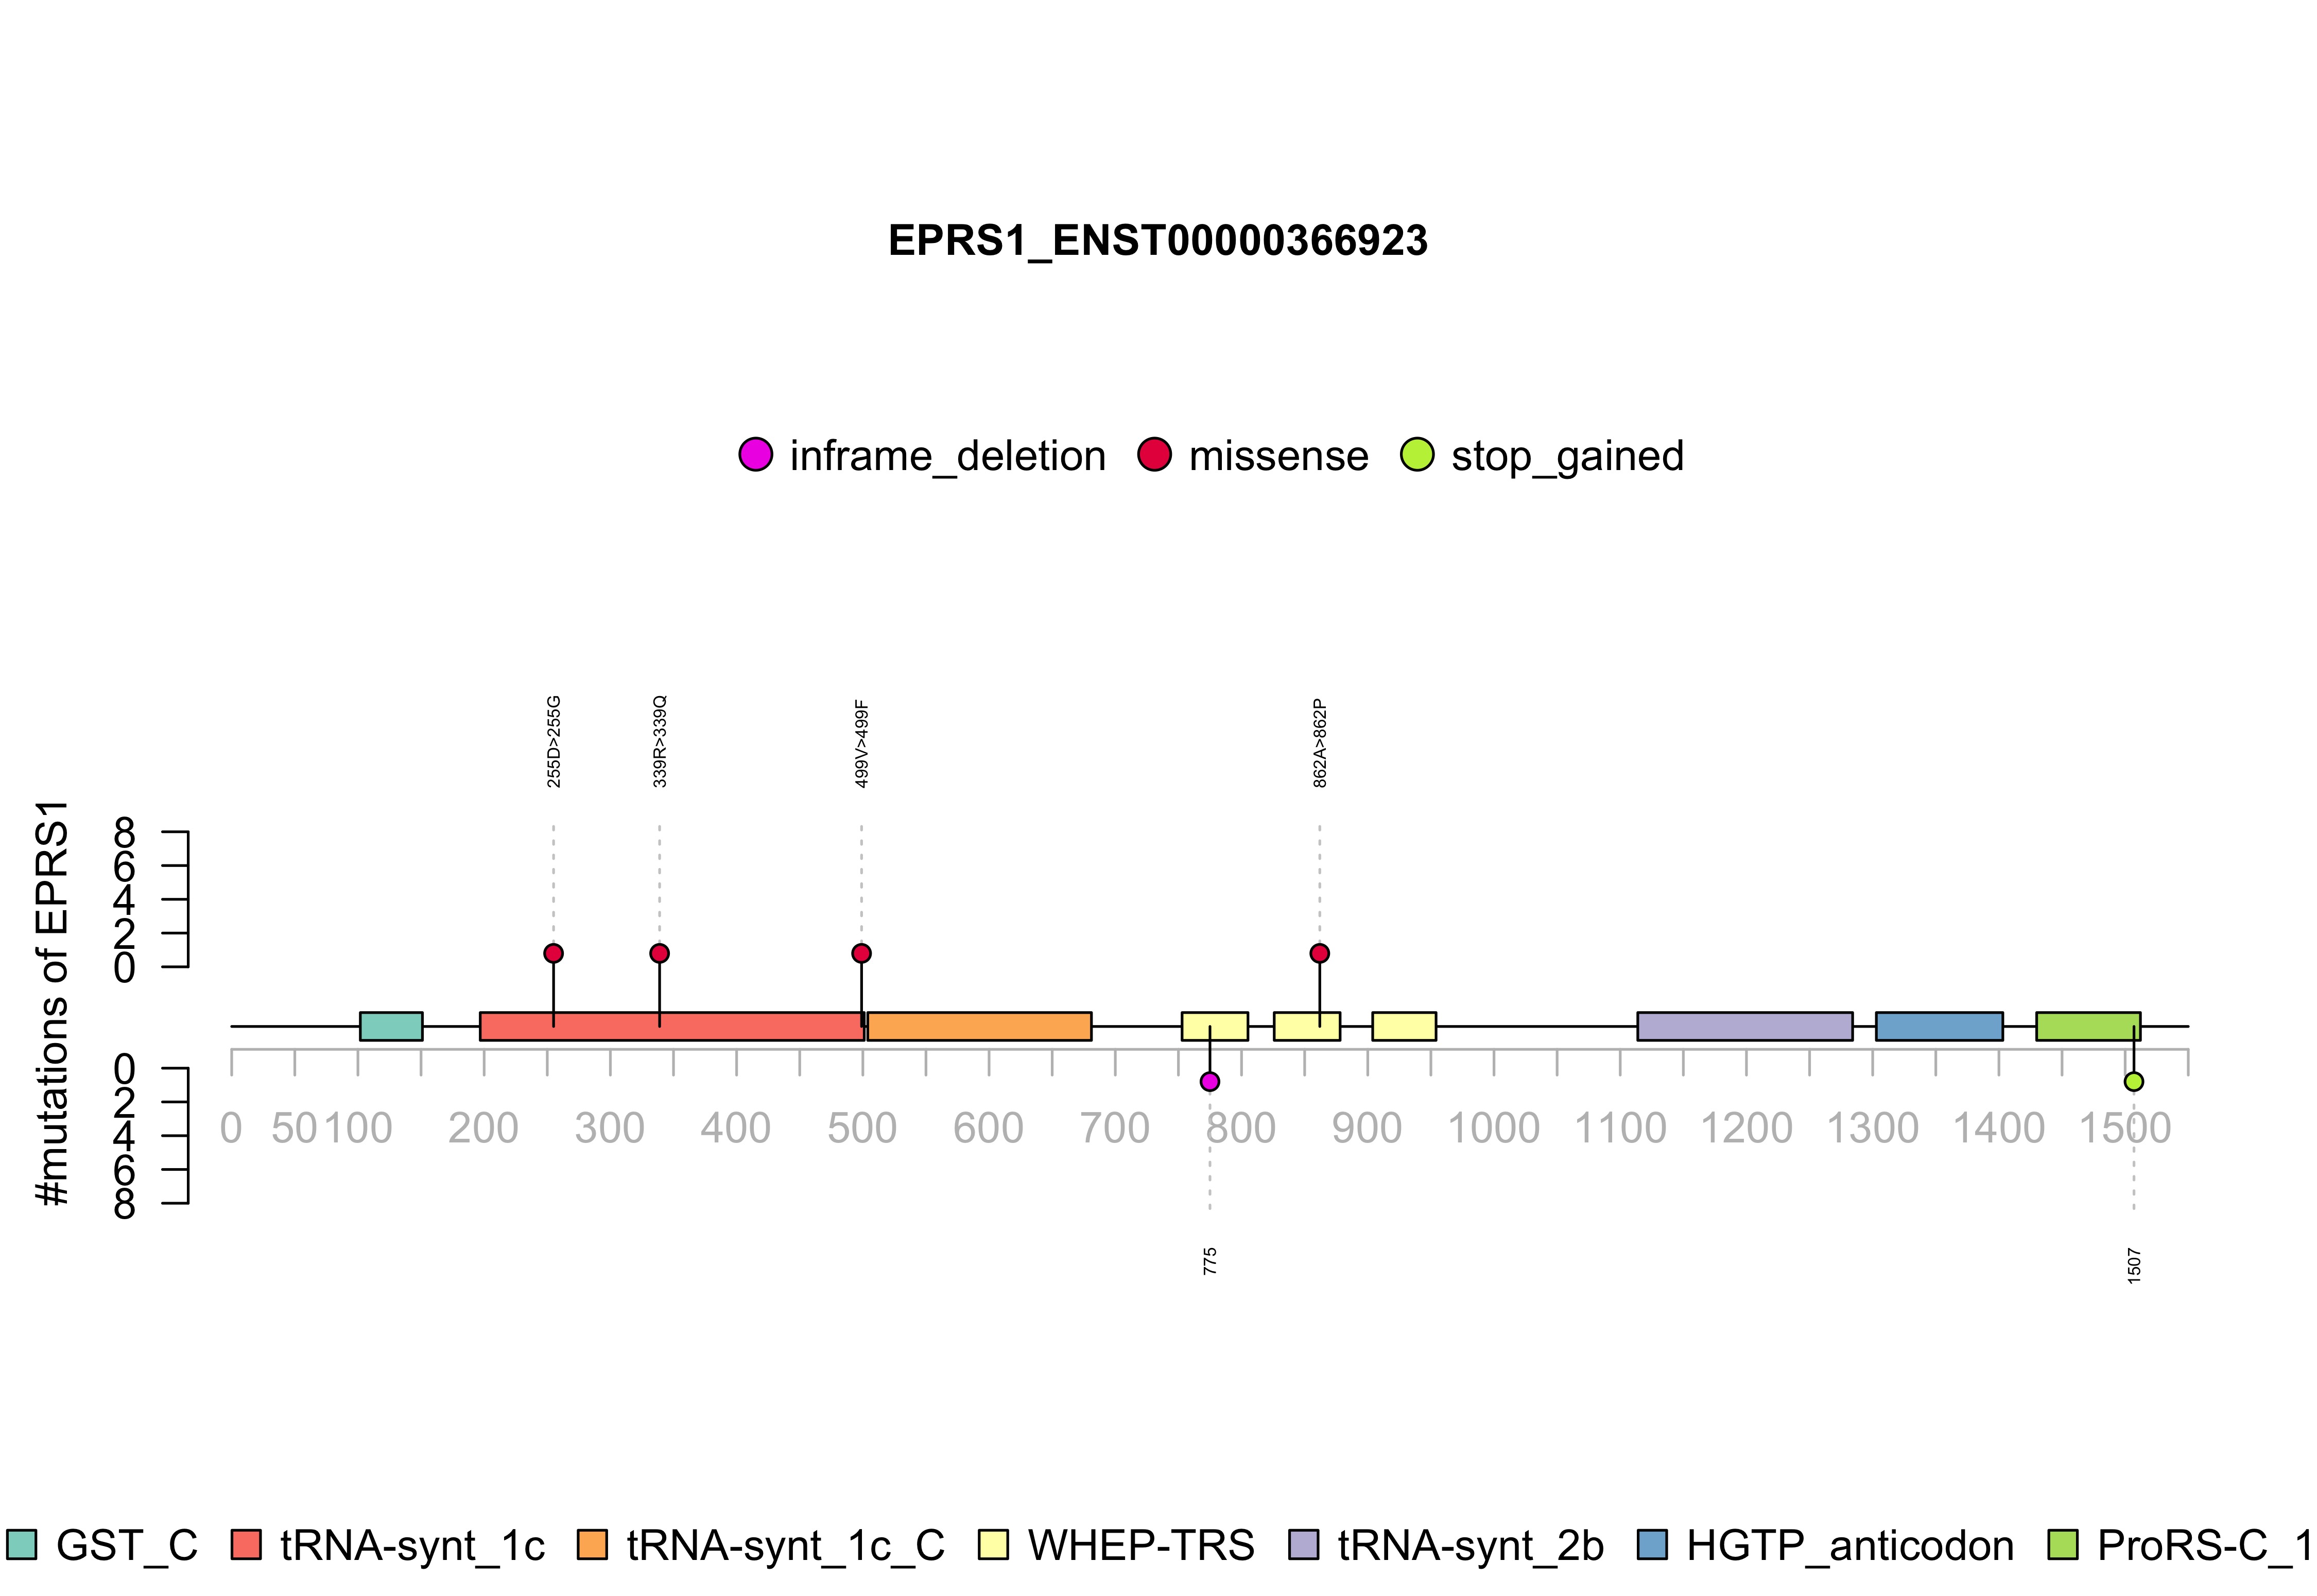 EPRS1_ENST00000366923
inframe_deletion missense stop_gained
255D>255G 339R>339Q 499V>499F 862A>862P
#mutations of EPRS1
8
6
4
2
0
0
2
4
6
8
0 50 100 200 300 400 500 600 700 800 900 1000 1100 1200 1300 1400 1500
775 1507
GST_C tRNA-synt_1c tRNA-synt_1c_C WHEP-TRS tRNA-synt_2b HGTP_anticodon ProRS-C_1